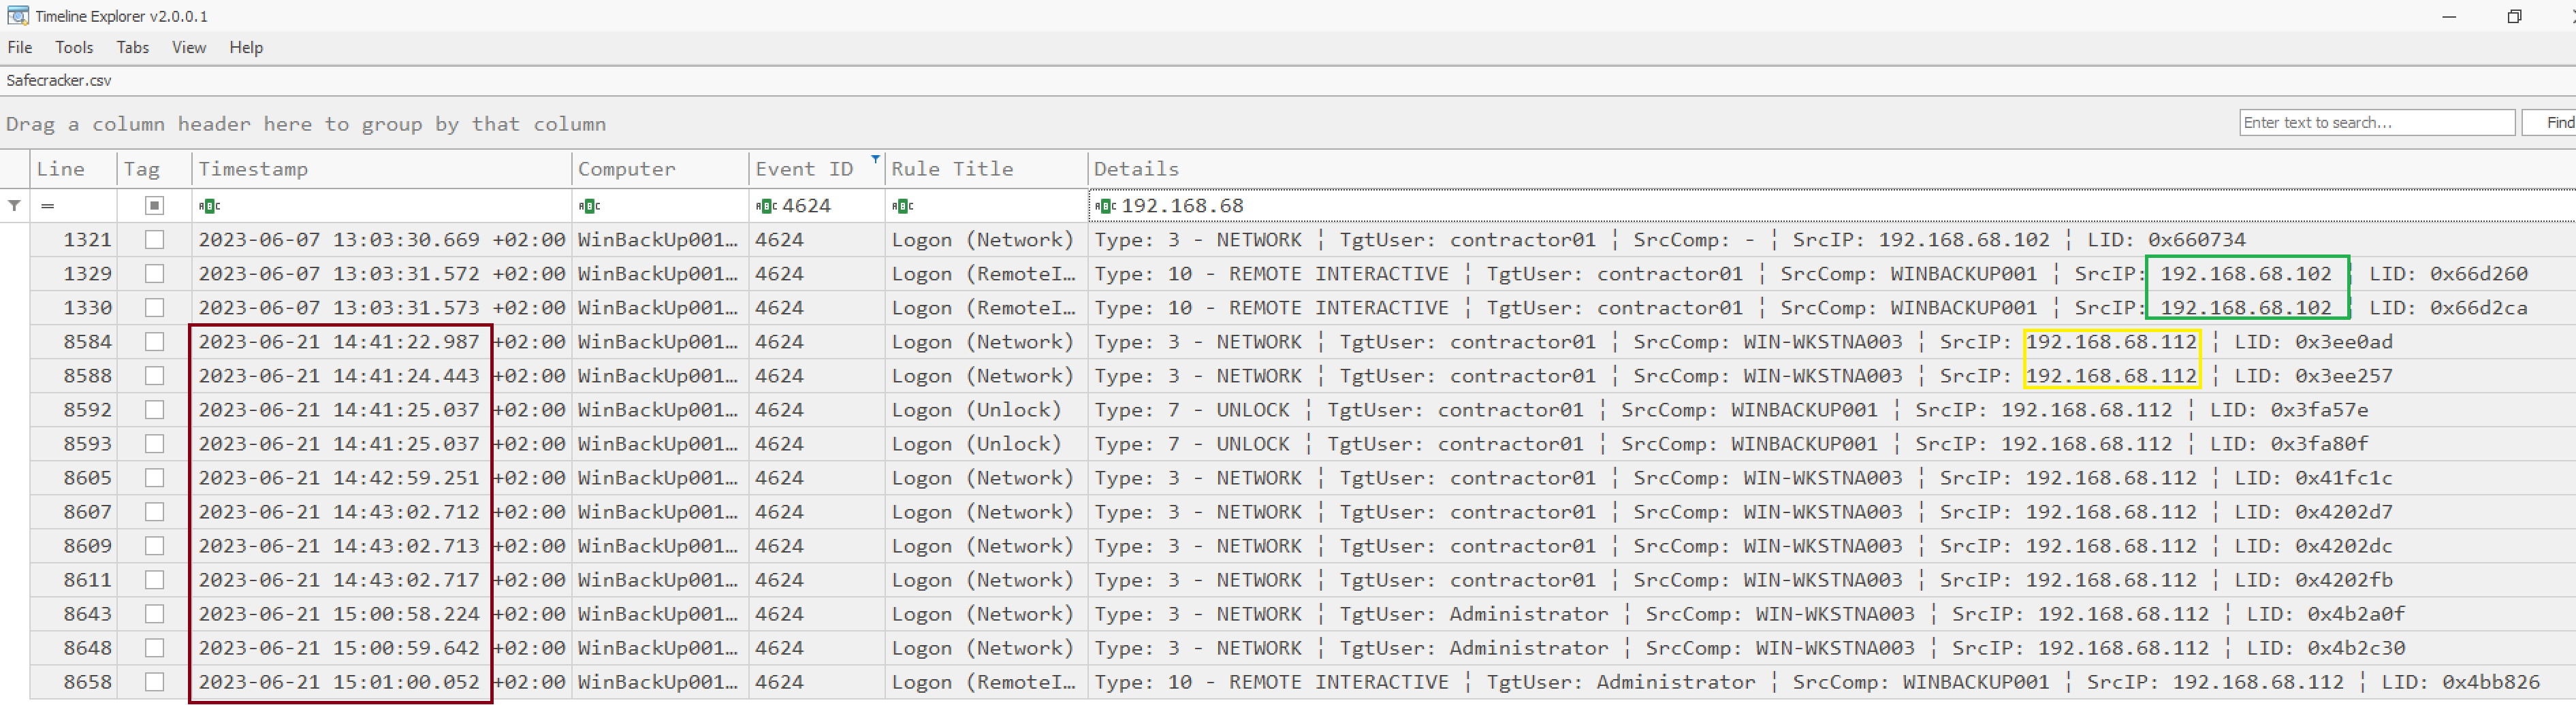 Timeline Explorer v2.0.0.1
File Tools Tabs View Help
Safecracker.csv
Drag a column header here to group by that column
Enter text to search... Find
Line Tag Timestamp Computer Event ID Rule Title Details
= ABC ABC ABC 4624 ABC ABC 192.168.68
1321 2023-06-07 13:03:30.669 +02:00 WinBackUp001… 4624 Logon (Network) Type: 3 - NETWORK ¦ TgtUser: contractor01 ¦ SrcComp: - ¦ SrcIP: 192.168.68.102 ¦ LID: 0x660734
1329 2023-06-07 13:03:31.572 +02:00 WinBackUp001… 4624 Logon (RemoteI… Type: 10 - REMOTE INTERACTIVE ¦ TgtUser: contractor01 ¦ SrcComp: WINBACKUP001 ¦ SrcIP: 192.168.68.102 ¦ LID: 0x66d260
1330 2023-06-07 13:03:31.573 +02:00 WinBackUp001… 4624 Logon (RemoteI… Type: 10 - REMOTE INTERACTIVE ¦ TgtUser: contractor01 ¦ SrcComp: WINBACKUP001 ¦ SrcIP: 192.168.68.102 ¦ LID: 0x66d2ca
8584 2023-06-21 14:41:22.987 +02:00 WinBackUp001… 4624 Logon (Network) Type: 3 - NETWORK ¦ TgtUser: contractor01 ¦ SrcComp: WIN-WKSTNA003 ¦ SrcIP: 192.168.68.112 ¦ LID: 0x3ee0ad
8588 2023-06-21 14:41:24.443 +02:00 WinBackUp001… 4624 Logon (Network) Type: 3 - NETWORK ¦ TgtUser: contractor01 ¦ SrcComp: WIN-WKSTNA003 ¦ SrcIP: 192.168.68.112 ¦ LID: 0x3ee257
8592 2023-06-21 14:41:25.037 +02:00 WinBackUp001… 4624 Logon (Unlock) Type: 7 - UNLOCK ¦ TgtUser: contractor01 ¦ SrcComp: WINBACKUP001 ¦ SrcIP: 192.168.68.112 ¦ LID: 0x3fa57e
8593 2023-06-21 14:41:25.037 +02:00 WinBackUp001… 4624 Logon (Unlock) Type: 7 - UNLOCK ¦ TgtUser: contractor01 ¦ SrcComp: WINBACKUP001 ¦ SrcIP: 192.168.68.112 ¦ LID: 0x3fa80f
8605 2023-06-21 14:42:59.251 +02:00 WinBackUp001… 4624 Logon (Network) Type: 3 - NETWORK ¦ TgtUser: contractor01 ¦ SrcComp: WIN-WKSTNA003 ¦ SrcIP: 192.168.68.112 ¦ LID: 0x41fc1c
8607 2023-06-21 14:43:02.712 +02:00 WinBackUp001… 4624 Logon (Network) Type: 3 - NETWORK ¦ TgtUser: contractor01 ¦ SrcComp: WIN-WKSTNA003 ¦ SrcIP: 192.168.68.112 ¦ LID: 0x4202d7
8609 2023-06-21 14:43:02.713 +02:00 WinBackUp001… 4624 Logon (Network) Type: 3 - NETWORK ¦ TgtUser: contractor01 ¦ SrcComp: WIN-WKSTNA003 ¦ SrcIP: 192.168.68.112 ¦ LID: 0x4202dc
8611 2023-06-21 14:43:02.717 +02:00 WinBackUp001… 4624 Logon (Network) Type: 3 - NETWORK ¦ TgtUser: contractor01 ¦ SrcComp: WIN-WKSTNA003 ¦ SrcIP: 192.168.68.112 ¦ LID: 0x4202fb
8643 2023-06-21 15:00:58.224 +02:00 WinBackUp001… 4624 Logon (Network) Type: 3 - NETWORK ¦ TgtUser: Administrator ¦ SrcComp: WIN-WKSTNA003 ¦ SrcIP: 192.168.68.112 ¦ LID: 0x4b2a0f
8648 2023-06-21 15:00:59.642 +02:00 WinBackUp001… 4624 Logon (Network) Type: 3 - NETWORK ¦ TgtUser: Administrator ¦ SrcComp: WIN-WKSTNA003 ¦ SrcIP: 192.168.68.112 ¦ LID: 0x4b2c30
8658 2023-06-21 15:01:00.052 +02:00 WinBackUp001… 4624 Logon (RemoteI… Type: 10 - REMOTE INTERACTIVE ¦ TgtUser: Administrator ¦ SrcComp: WINBACKUP001 ¦ SrcIP: 192.168.68.112 ¦ LID: 0x4bb826